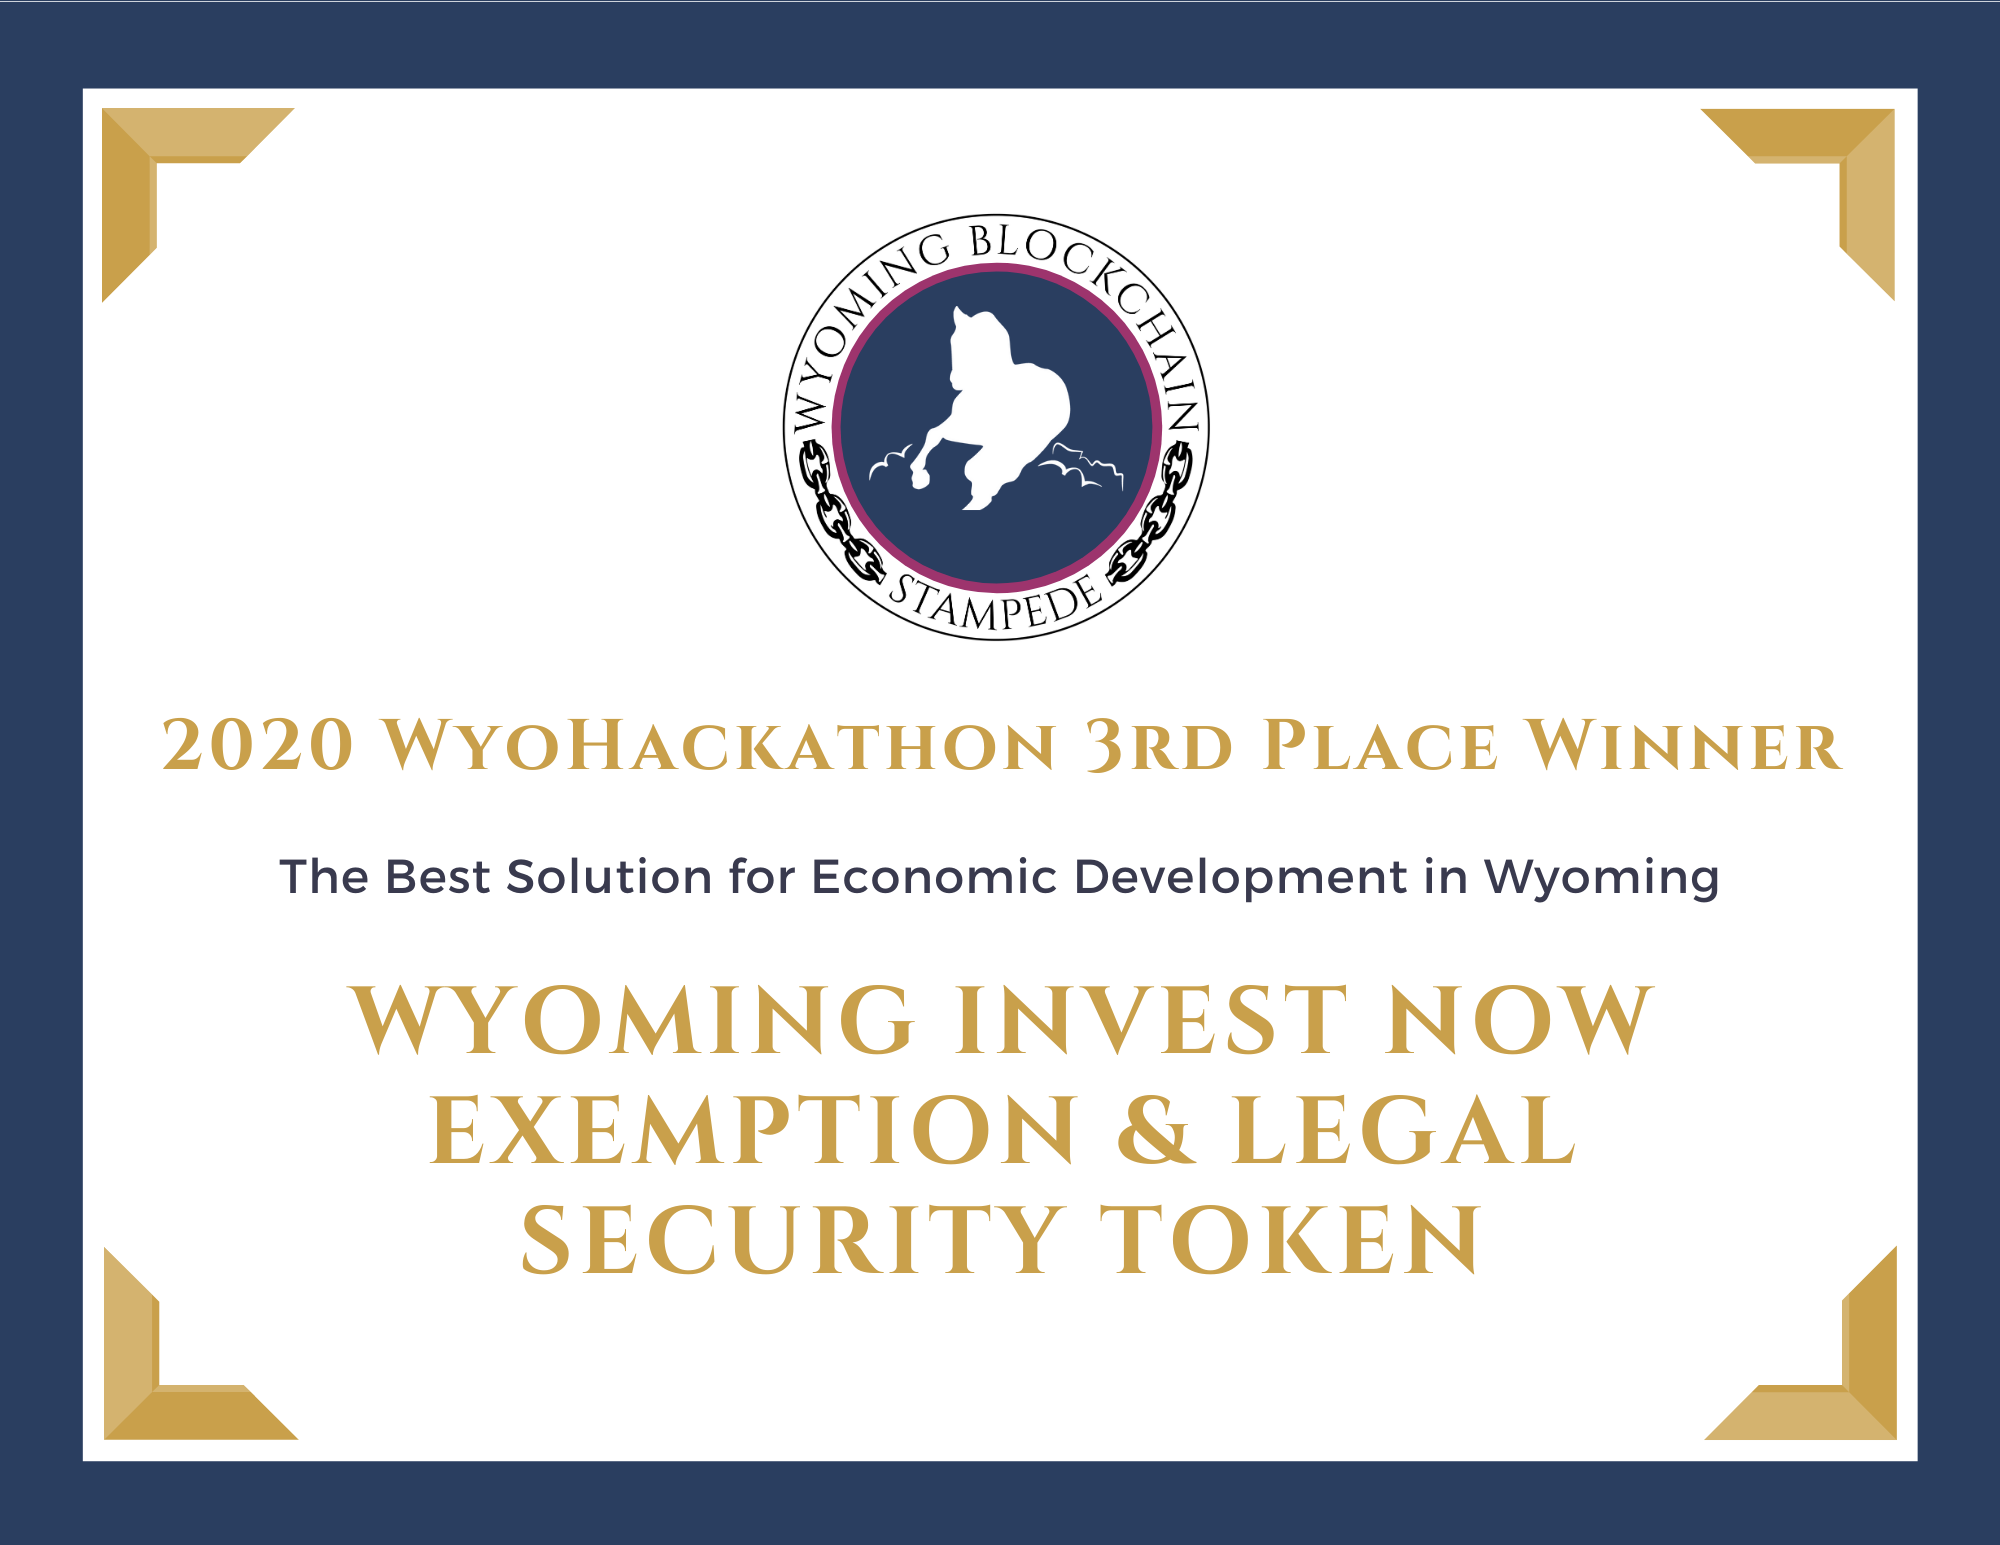 WYOMING BLOCKCHAIN
STAMPEDE
2020 WyoHackathon 3rd Place Winner
The Best Solution for Economic Development in Wyoming
WYOMING INVEST NOW
EXEMPTION & LEGAL
SECURITY TOKEN